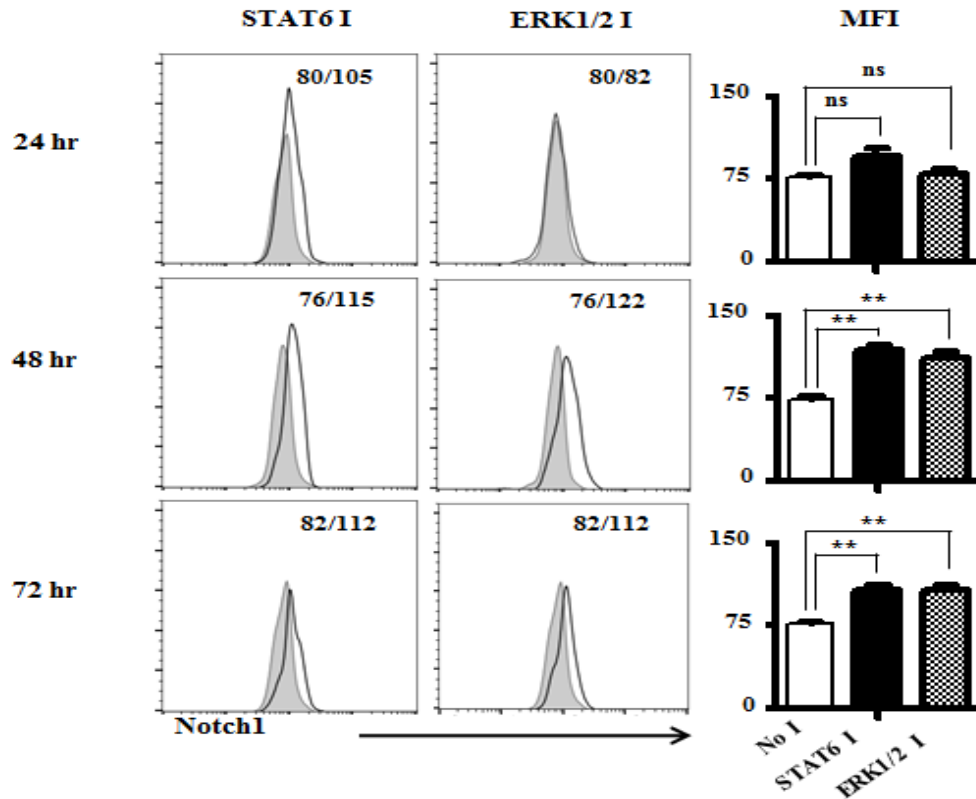 STAT6 I ERK1/2 I MFI
80/105 80/82
24 hr
150
75
0
ns
ns
76/115 76/122
48 hr
150
75
0
**
**
82/112 82/112
72 hr
150
75
0
**
**
Notch1
No I
STAT6 I
ERK1/2 I